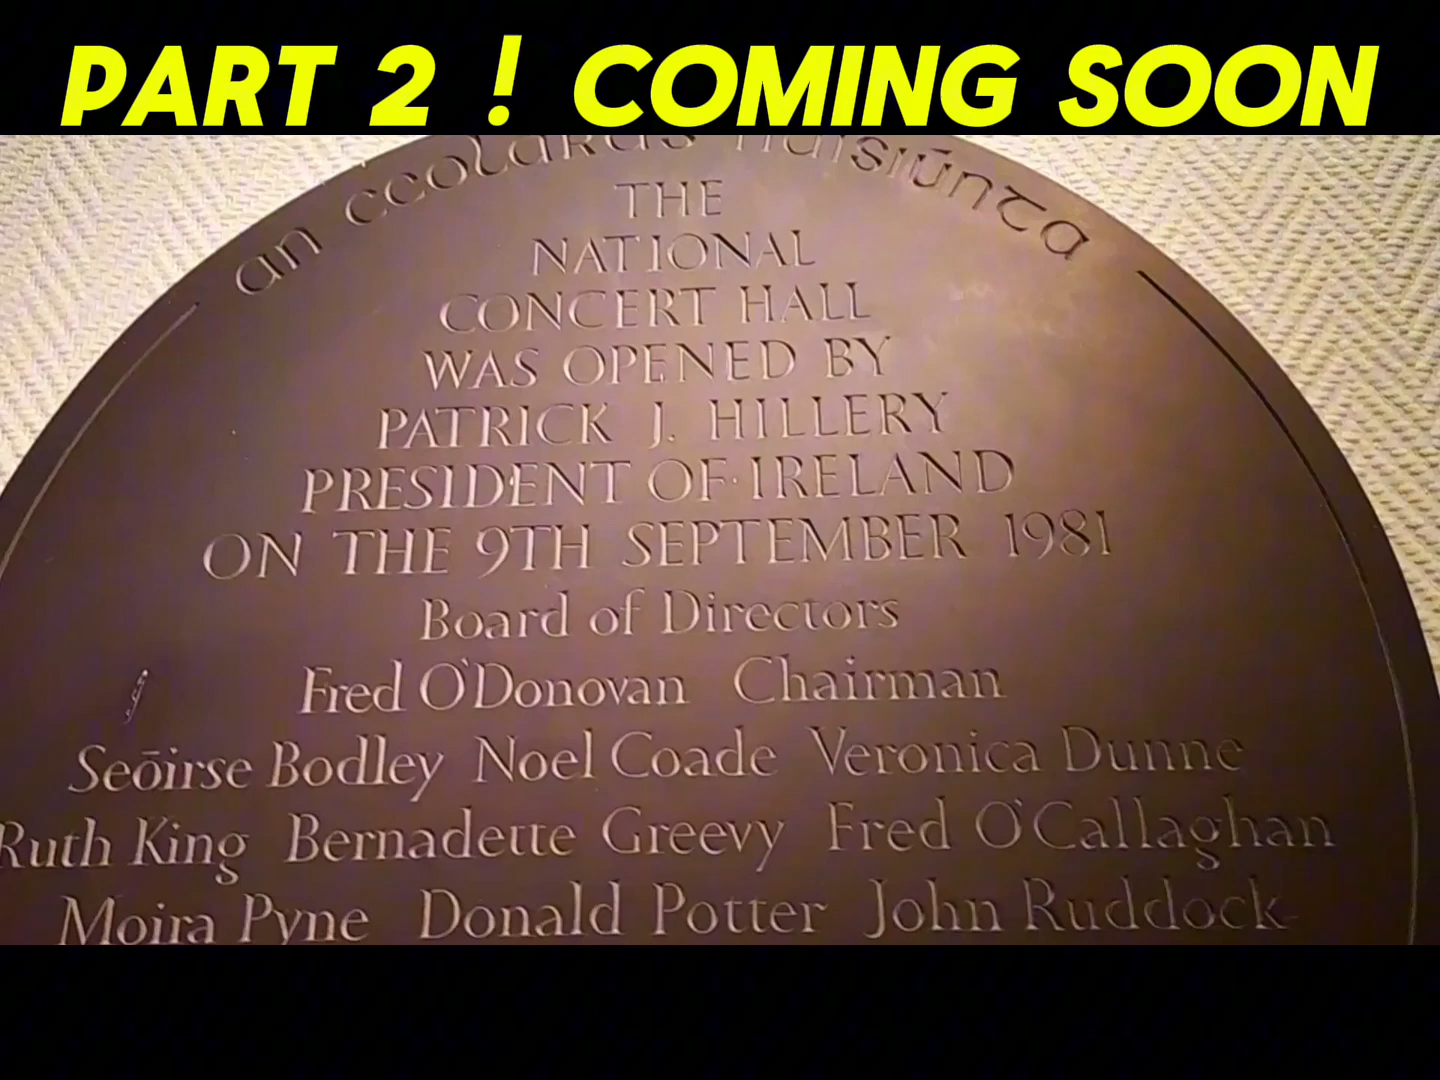 PART 2 ! COMING SOON
an ceoláras náisiúnta
THE
NATIONAL
CONCERT HALL
WAS OPENED BY
PATRICK J. HILLERY
PRESIDENT OF IRELAND
ON THE 9TH SEPTEMBER 1981
Board of Directors
Fred O'Donovan Chairman
Seōirse Bodley Noel Coade Veronica Dunne
Ruth King Bernadette Greevy Fred O'Callaghan
Moira Pyne Donald Potter John Ruddock